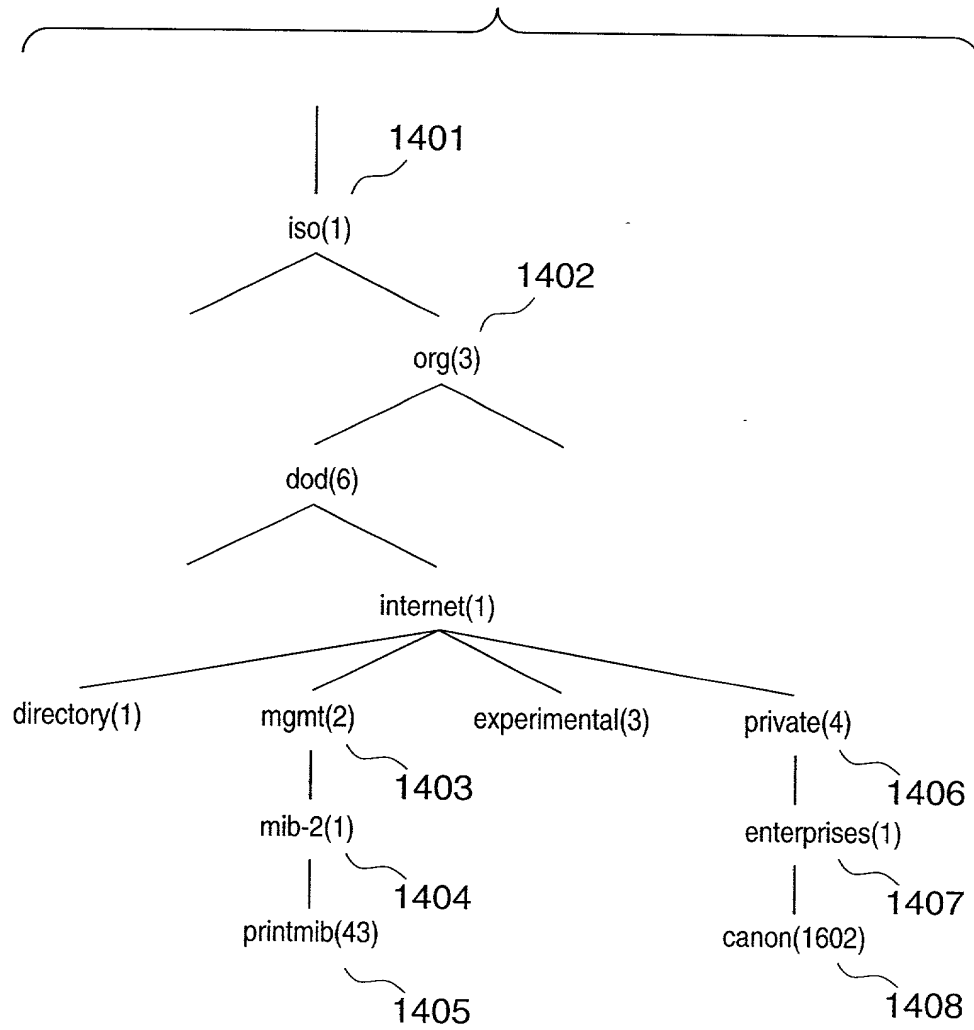 1401
iso(1)
1402
org(3)
dod(6)
internet(1)
directory(1) mgmt(2) experimental(3) private(4)
1403 1406
mib-2(1) enterprises(1)
1404 1407
printmib(43) canon(1602)
1405 1408